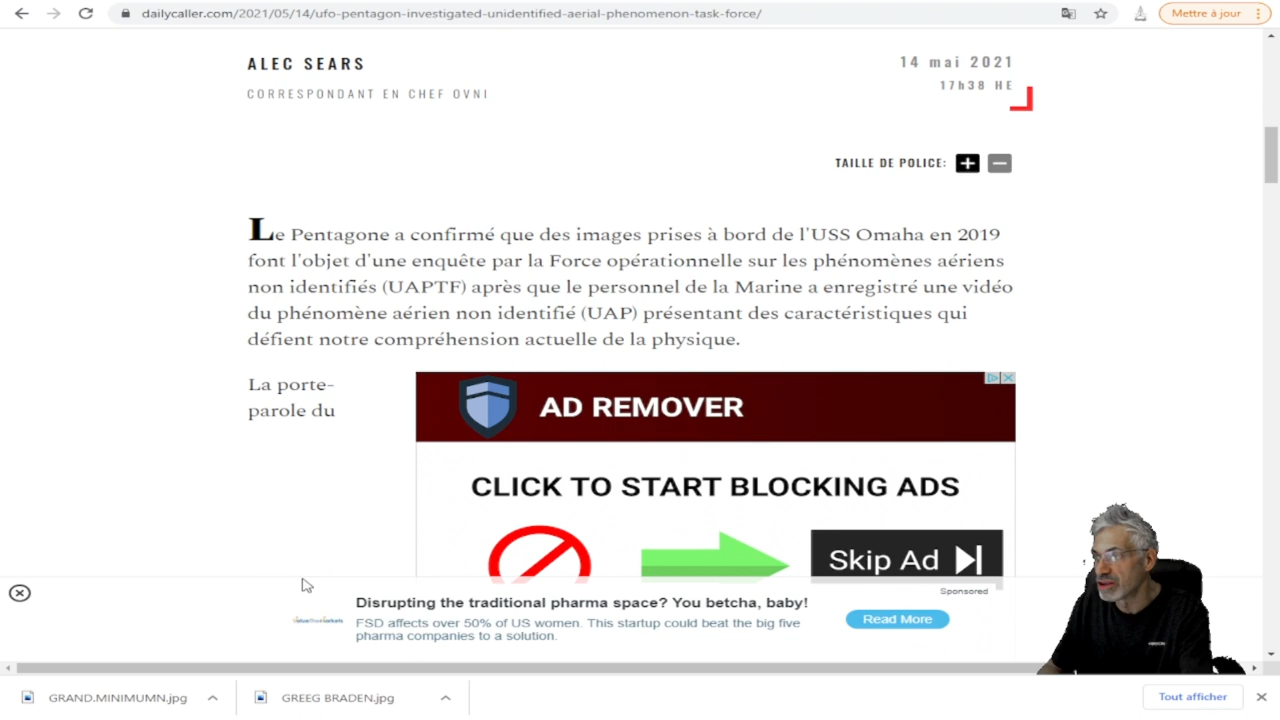 dailycaller.com/2021/05/14/ufo-pentagon-investigated-unidentified-aerial-phenomenon-task-force/
Mettre à jour
ALEC SEARS
CORRESPONDANT EN CHEF OVNI
14 mai 2021
17h38 HE
TAILLE DE POLICE:
Le Pentagone a confirmé que des images prises à bord de l'USS Omaha en 2019
font l'objet d'une enquête par la Force opérationnelle sur les phénomènes aériens
non identifiés (UAPTF) après que le personnel de la Marine a enregistré une vidéo
du phénomène aérien non identifié (UAP) présentant des caractéristiques qui
défient notre compréhension actuelle de la physique.
La porte-
parole du
AD REMOVER
CLICK TO START BLOCKING ADS
Skip Ad
Sponsored
Disrupting the traditional pharma space? You betcha, baby!
FSD affects over 50% of US women. This startup could beat the big five
pharma companies to a solution.
Read More
GRAND.MINIMUMN.jpg
GREEG BRADEN.jpg
Tout afficher